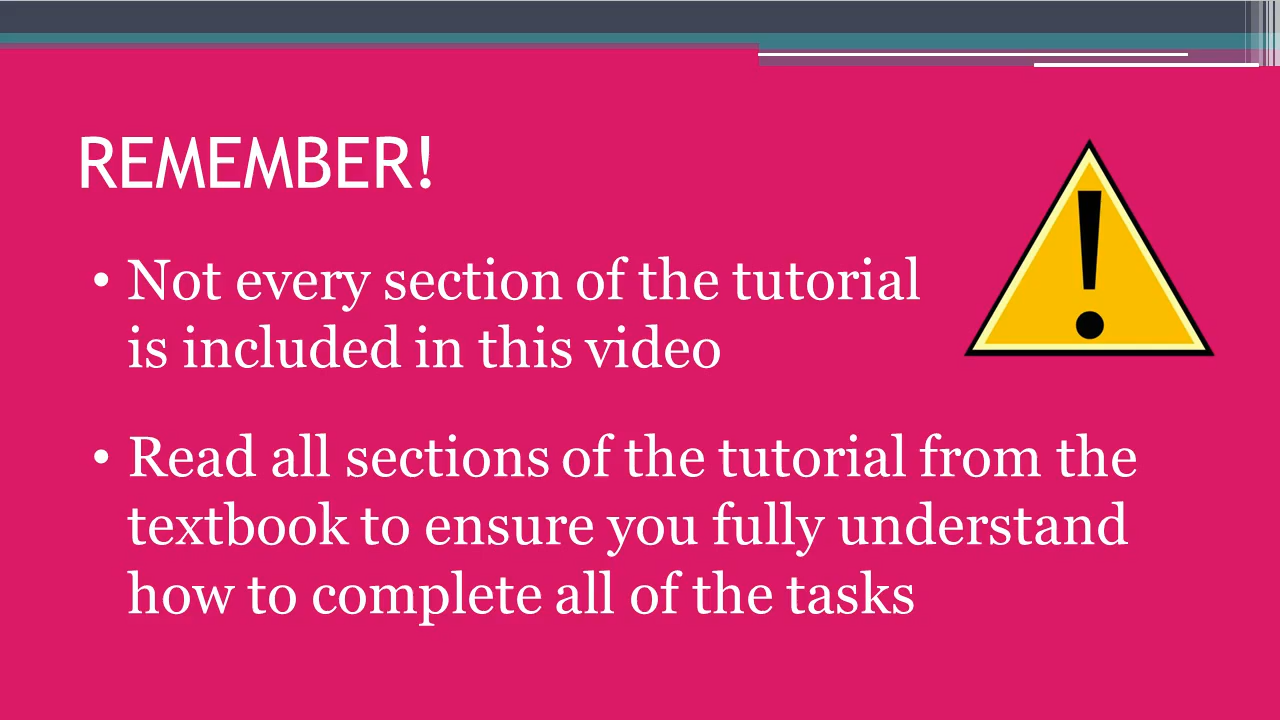 REMEMBER!
• Not every section of the tutorial
is included in this video
• Read all sections of the tutorial from the
textbook to ensure you fully understand
how to complete all of the tasks